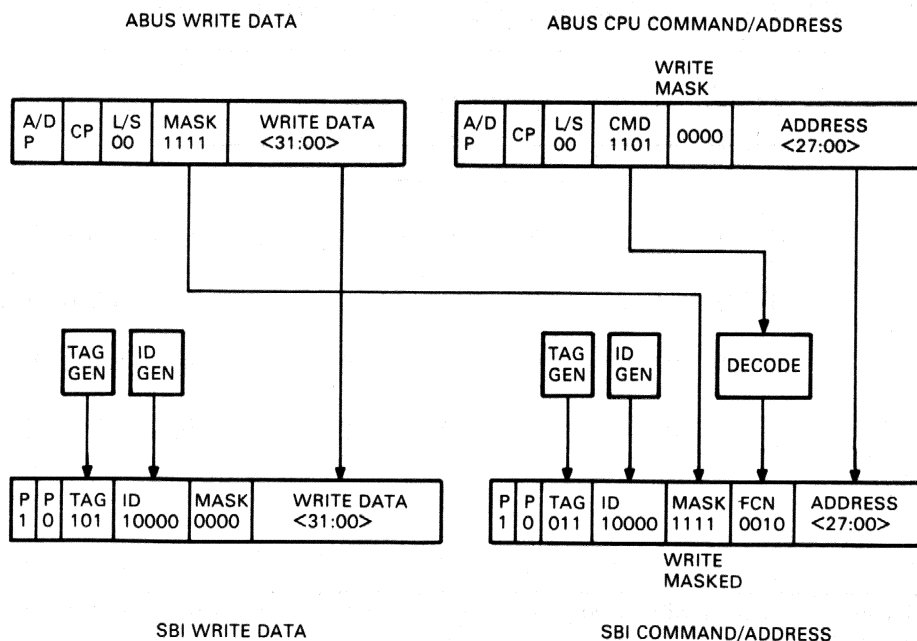 ABUS WRITE DATA
ABUS CPU COMMAND/ADDRESS
WRITE
MASK
A/D
P
CP
L/S
00
MASK
1111
WRITE DATA
<31:00>
A/D
P
CP
L/S
00
CMD
1101
0000
ADDRESS
<27:00>
TAG
GEN
ID
GEN
TAG
GEN
ID
GEN
DECODE
P
1
P
0
TAG
101
ID
10000
MASK
0000
WRITE DATA
<31:00>
P
1
P
0
TAG
011
ID
10000
MASK
1111
FCN
0010
ADDRESS
<27:00>
WRITE
MASKED
SBI WRITE DATA
SBI COMMAND/ADDRESS